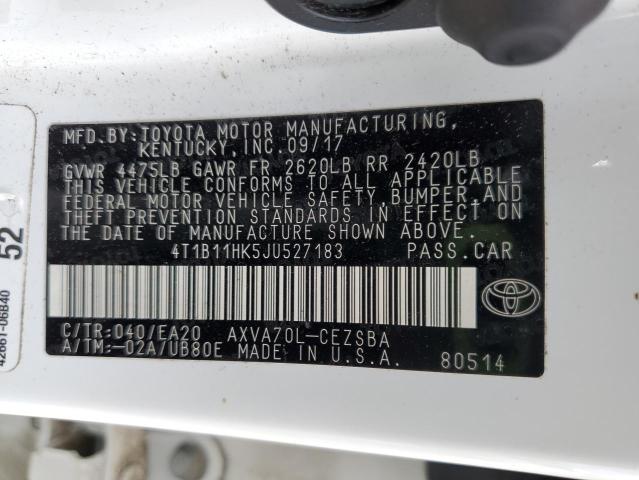 MFD.BY:TOYOTA MOTOR MANUFACTURING,
KENTUCKY, INC.09/17
GVWR 4475LB GAWR FR 2620LB RR 2420LB
THIS VEHICLE CONFORMS TO ALL APPLICABLE
FEDERAL MOTOR VEHICLE SAFETY,BUMPER,AND
THEFT PREVENTION STANDARDS IN EFFECT ON
THE DATE OF MANUFACTURE SHOWN ABOVE.
4T1B11HK5JU527183 PASS.CAR
C/TR:040/EA20 AXVA70L-CEZSBA
A/TM:-02A/UB80E MADE IN U.S.A. 80514
52
42661-06B40